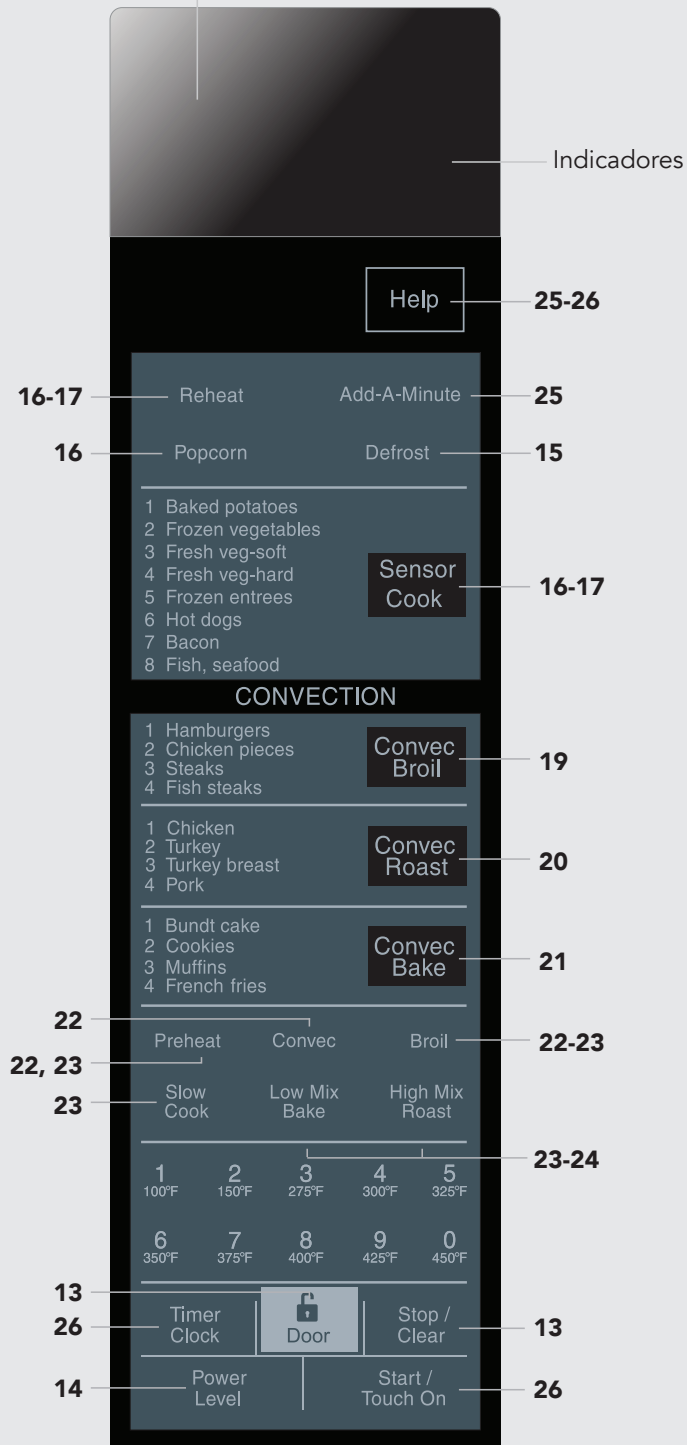 Indicadores
Help
25-26
16-17
Reheat
Add-A-Minute
25
16
Popcorn
Defrost
15
1 Baked potatoes
2 Frozen vegetables
3 Fresh veg-soft
4 Fresh veg-hard
5 Frozen entrees
6 Hot dogs
7 Bacon
8 Fish, seafood
Sensor
Cook
16-17
CONVECTION
1 Hamburgers
2 Chicken pieces
3 Steaks
4 Fish steaks
Convec
Broil
19
1 Chicken
2 Turkey
3 Turkey breast
4 Pork
Convec
Roast
20
1 Bundt cake
2 Cookies
3 Muffins
4 French fries
Convec
Bake
21
22
Preheat
Convec
Broil
22-23
22, 23
23
Slow
Cook
Low Mix
Bake
High Mix
Roast
23-24
1 2 3 4 5
100°F 150°F 275°F 300°F 325°F
6 7 8 9 0
350°F 375°F 400°F 425°F 450°F
13
26
Timer
Clock
Door
Stop /
Clear
13
14
Power
Level
Start /
Touch On
26